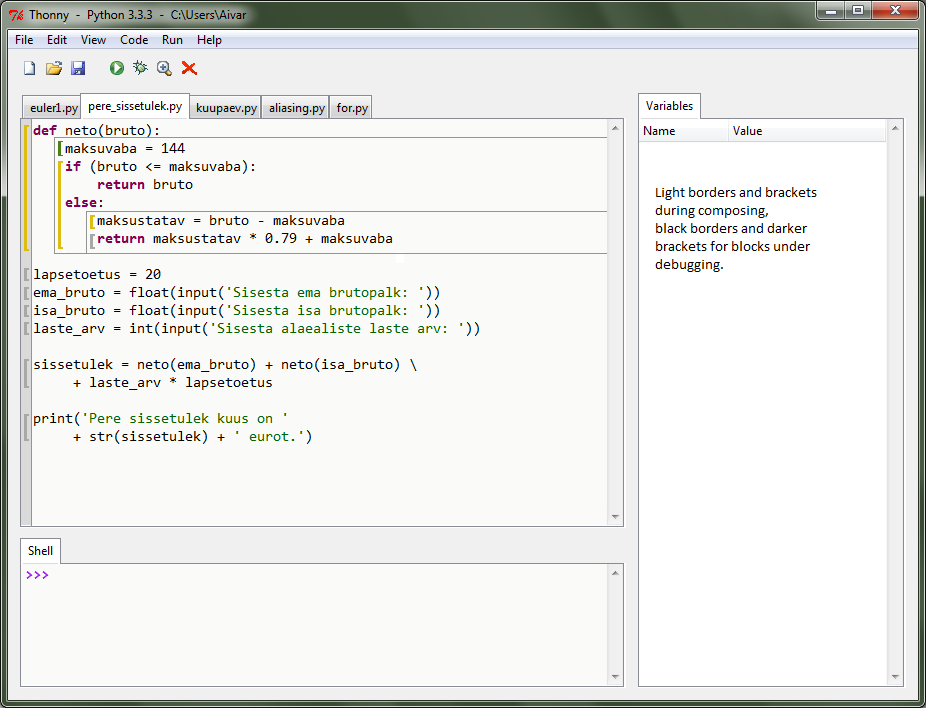 Thonny - Python 3.3.3 - C:\Users\Aivar
File Edit View Code Run Help
euler1.py pere_sissetulek.py kuupaev.py aliasing.py for.py
def neto(bruto):
    maksuvaba = 144
    if (bruto <= maksuvaba):
        return bruto
    else:
        maksustatav = bruto - maksuvaba
        return maksustatav * 0.79 + maksuvaba
lapsetoetus = 20
ema_bruto = float(input('Sisesta ema brutopalk: '))
isa_bruto = float(input('Sisesta isa brutopalk: '))
laste_arv = int(input('Sisesta alaealiste laste arv: '))
sissetulek = neto(ema_bruto) + neto(isa_bruto) \
     + laste_arv * lapsetoetus
print('Pere sissetulek kuus on '
     + str(sissetulek) + ' eurot.')
Shell
>>>
Variables
Name Value
Light borders and brackets
during composing,
black borders and darker
brackets for blocks under
debugging.